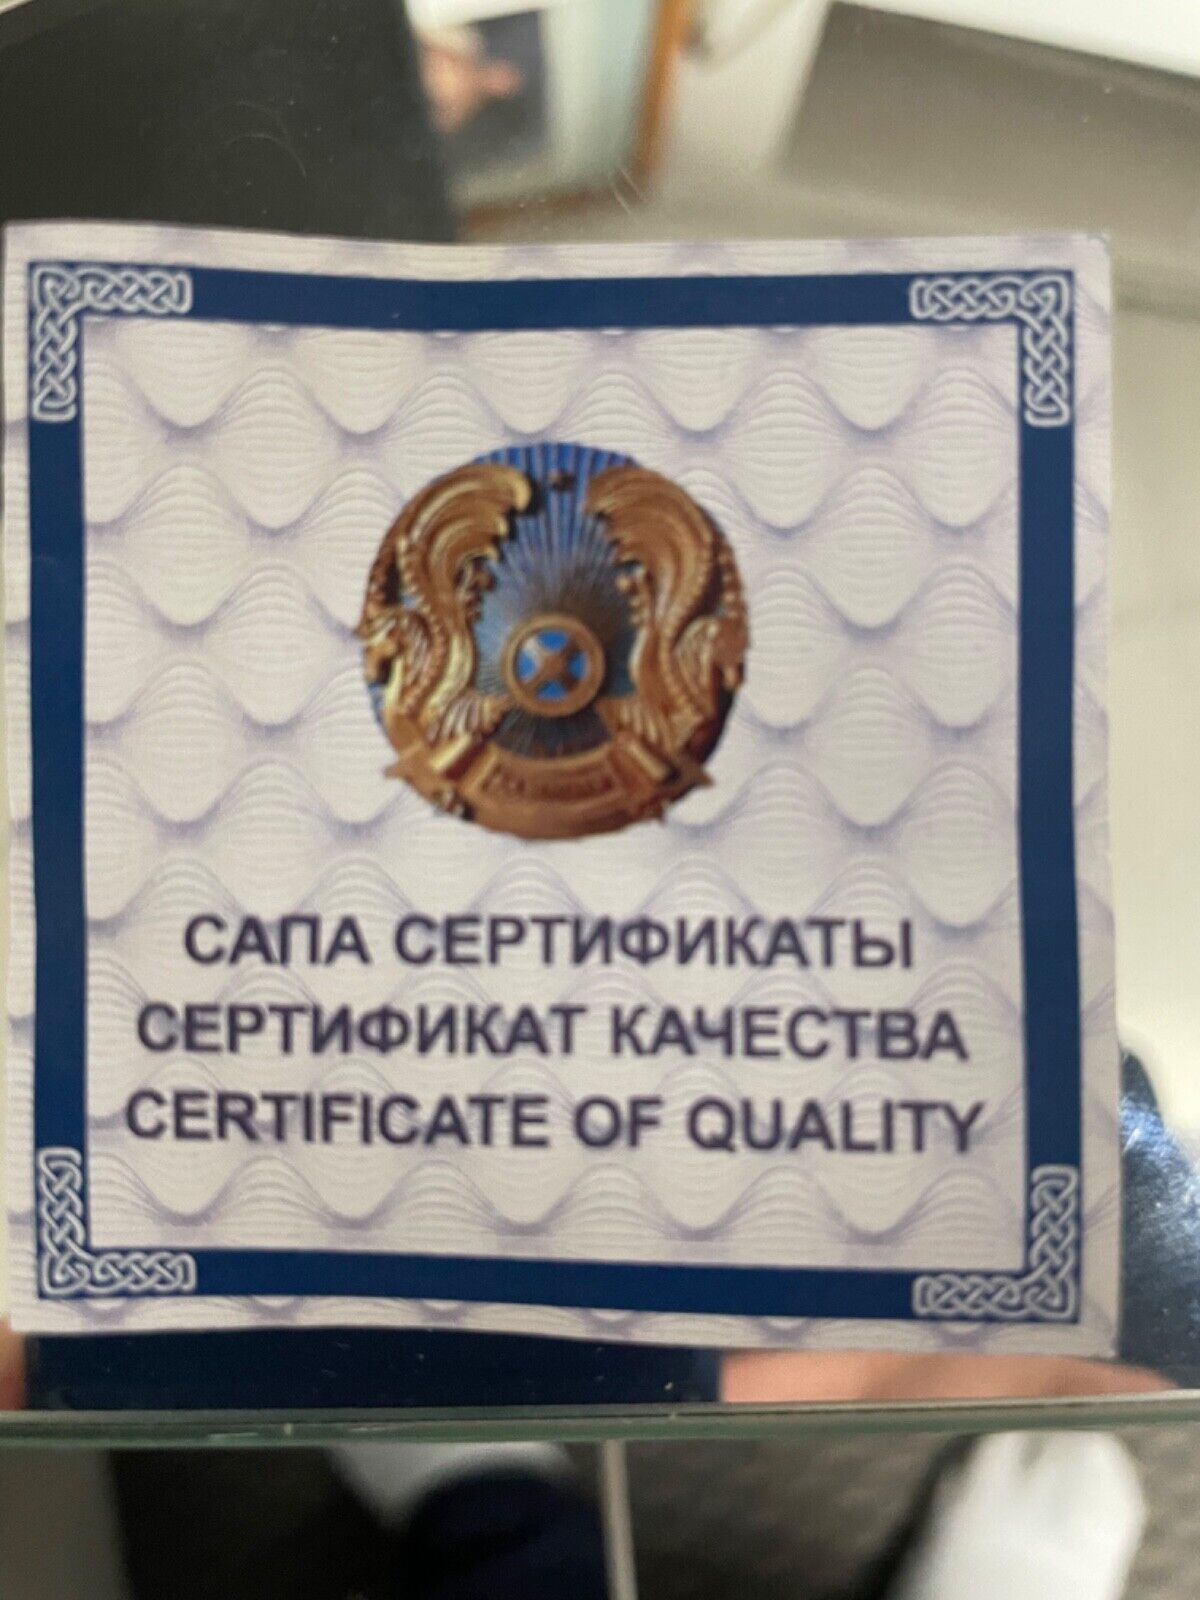 САПА СЕРТИФИКАТЫ
СЕРТИФИКАТ КАЧЕСТВА
CERTIFICATE OF QUALITY